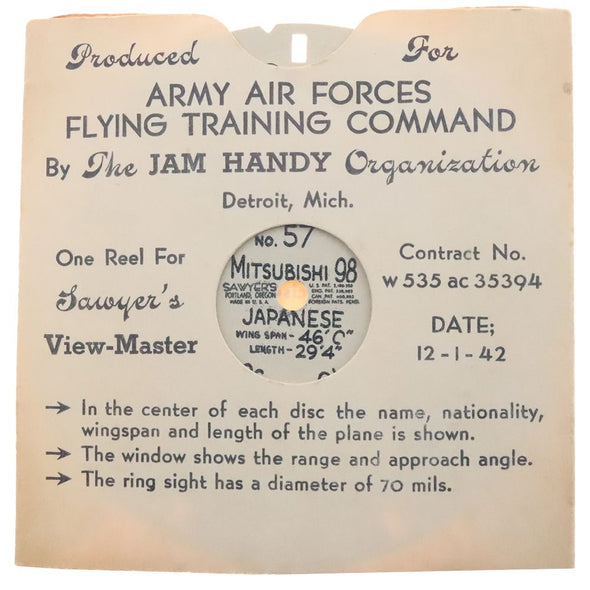 Produced For
ARMY AIR FORCES
FLYING TRAINING COMMAND
By The JAM HANDY Organization
Detroit, Mich.
One Reel For
Sawyer's
View-Master
No. 57
MITSUBISHI 98
SAWYER'S
PORTLAND, OREGON
MADE IN U.S.A.
JAPANESE
WING SPAN- 46'0"
LENGTH- 29'4"
Contract No.
w 535 ac 35394
DATE;
12-1-42
→ In the center of each disc the name, nationality,
wingspan and length of the plane is shown.
→ The window shows the range and approach angle.
→ The ring sight has a diameter of 70 mils.